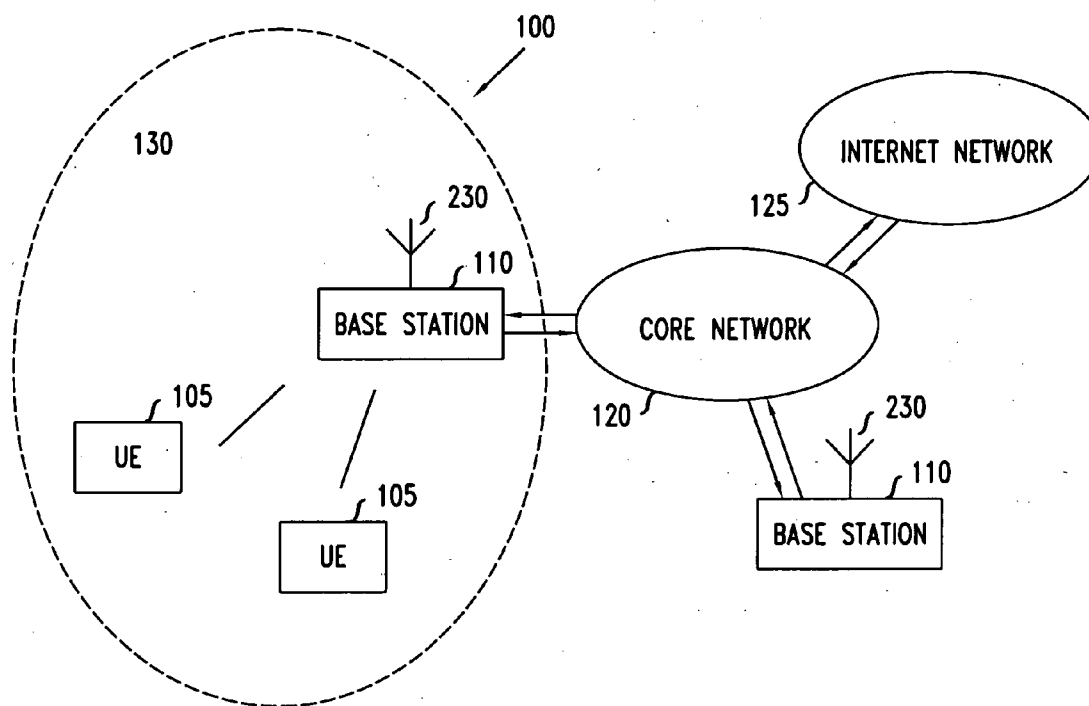 100
130
INTERNET NETWORK
125
230
110
BASE STATION
CORE NETWORK
120
105
UE
230
110
BASE STATION
105
UE